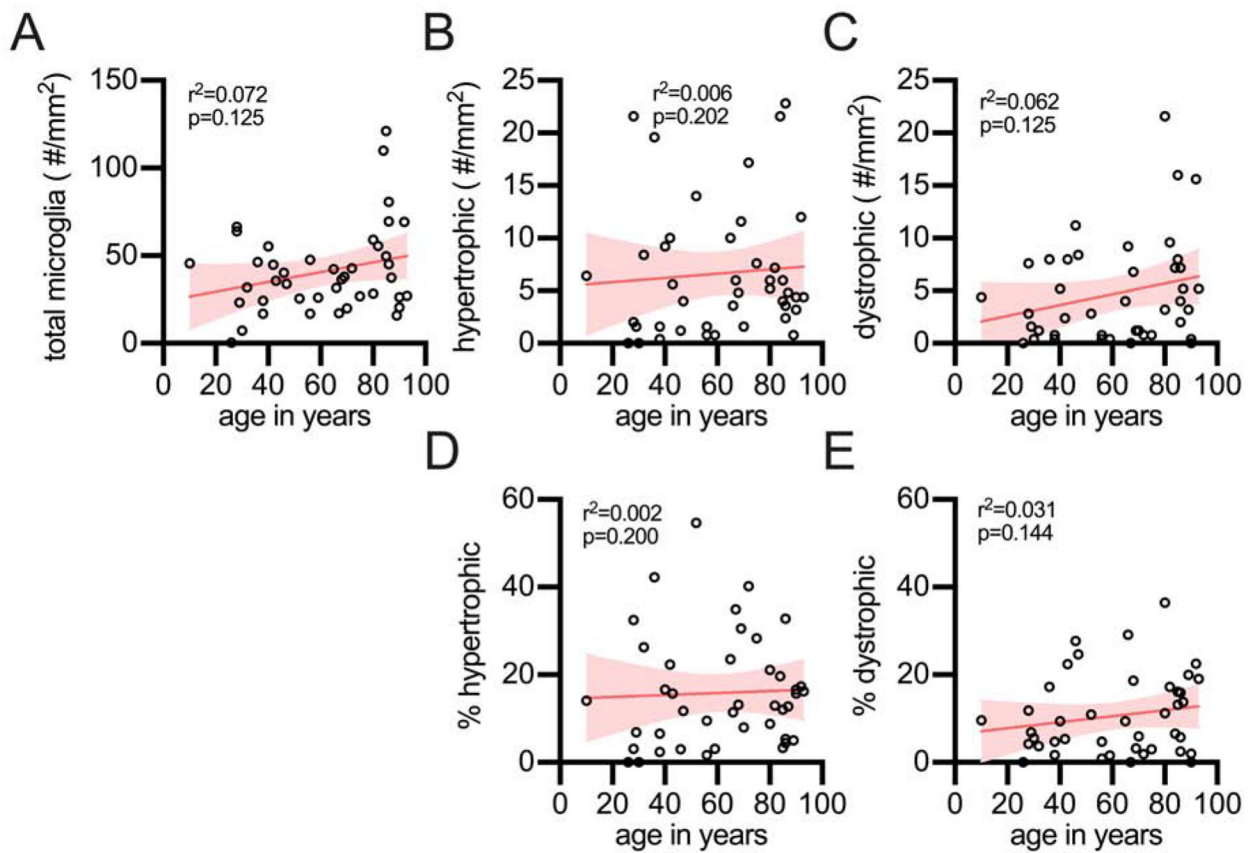 A
total microglia ( #/mm²)
150
100
50
0
r²=0.072
p=0.125
0 20 40 60 80 100
age in years
B
hypertrophic ( #/mm²)
25
20
15
10
5
0
r²=0.006
p=0.202
0 20 40 60 80 100
age in years
C
dystrophic ( #/mm²)
25
20
15
10
5
0
r²=0.062
p=0.125
0 20 40 60 80 100
age in years
D
% hypertrophic
60
40
20
0
r²=0.002
p=0.200
0 20 40 60 80 100
age in years
E
% dystrophic
60
40
20
0
r²=0.031
p=0.144
0 20 40 60 80 100
age in years